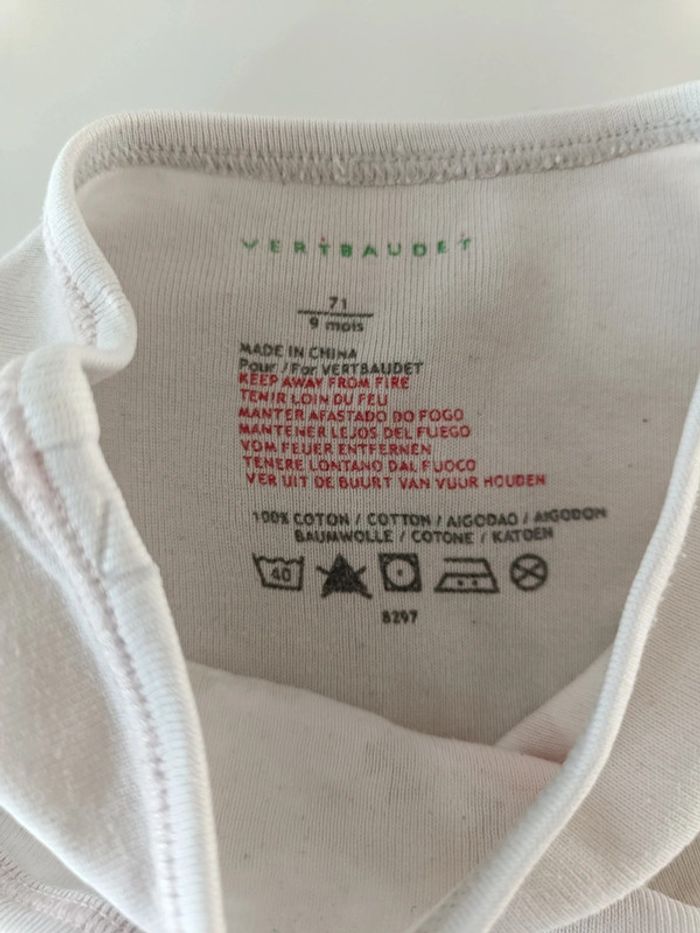 VERTBAUDET
71
9 mois
MADE IN CHINA
Pour / For VERTBAUDET
KEEP AWAY FROM FIRE
TENIR LOIN DU FEU
MANTER AFASTADO DO FOGO
MANTENER LEJOS DEL FUEGO
VOM FEUER ENTFERNEN
TENERE LONTANO DAL FUOCO
VER UIT DE BUURT VAN VUUR HOUDEN
100% COTON / COTTON / AIGODAO / AIGODON
BAUMWOLLE / COTONE / KATOEN
40
8297